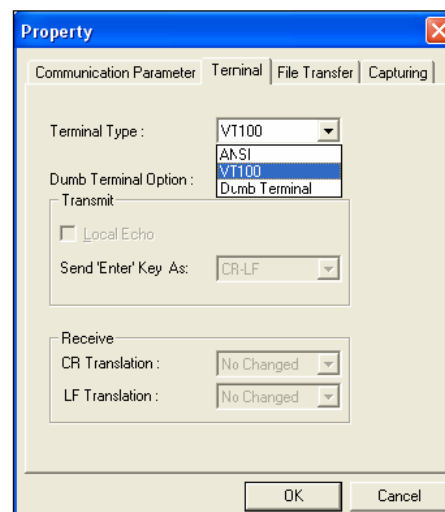 Property
Communication Parameter Terminal File Transfer Capturing
Terminal Type : VT100
ANSI
VT100
Dumb Terminal
Dumb Terminal Option :
Transmit
Local Echo
Send 'Enter' Key As: CR-LF
Receive
CR Translation : No Changed
LF Translation : No Changed
OK Cancel